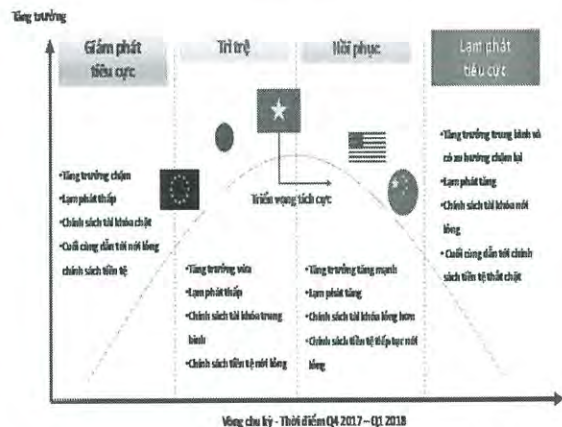 Tăng trưởng
Giảm phát
tiêu cực
Trì trệ
Hồi phục
Lạm phát
tiêu cực
•Tăng trưởng chậm
•Lạm phát thấp
•Chính sách tài khóa chặt
•Cuối cùng dẫn tới nới lỏng
chính sách tiền tệ
Triển vọng tích cực
•Tăng trưởng vừa
•Lạm phát thấp
•Chính sách tài khóa trung
bình
•Chính sách tiền tệ nới lỏng
•Tăng trưởng tăng mạnh
•Lạm phát tăng
•Chính sách tài khóa lỏng hơn
•Chính sách tiền tệ tiếp tục nới
lỏng
•Tăng trưởng trung bình và
có xu hướng chậm lại
•Lạm phát tăng
•Chính sách tài khóa nới
lỏng
•Cuối cùng dẫn tới chính
sách tiền tệ thắt chặt
Vòng chu kỳ - Thời điểm Q4 2017 – Q1 2018